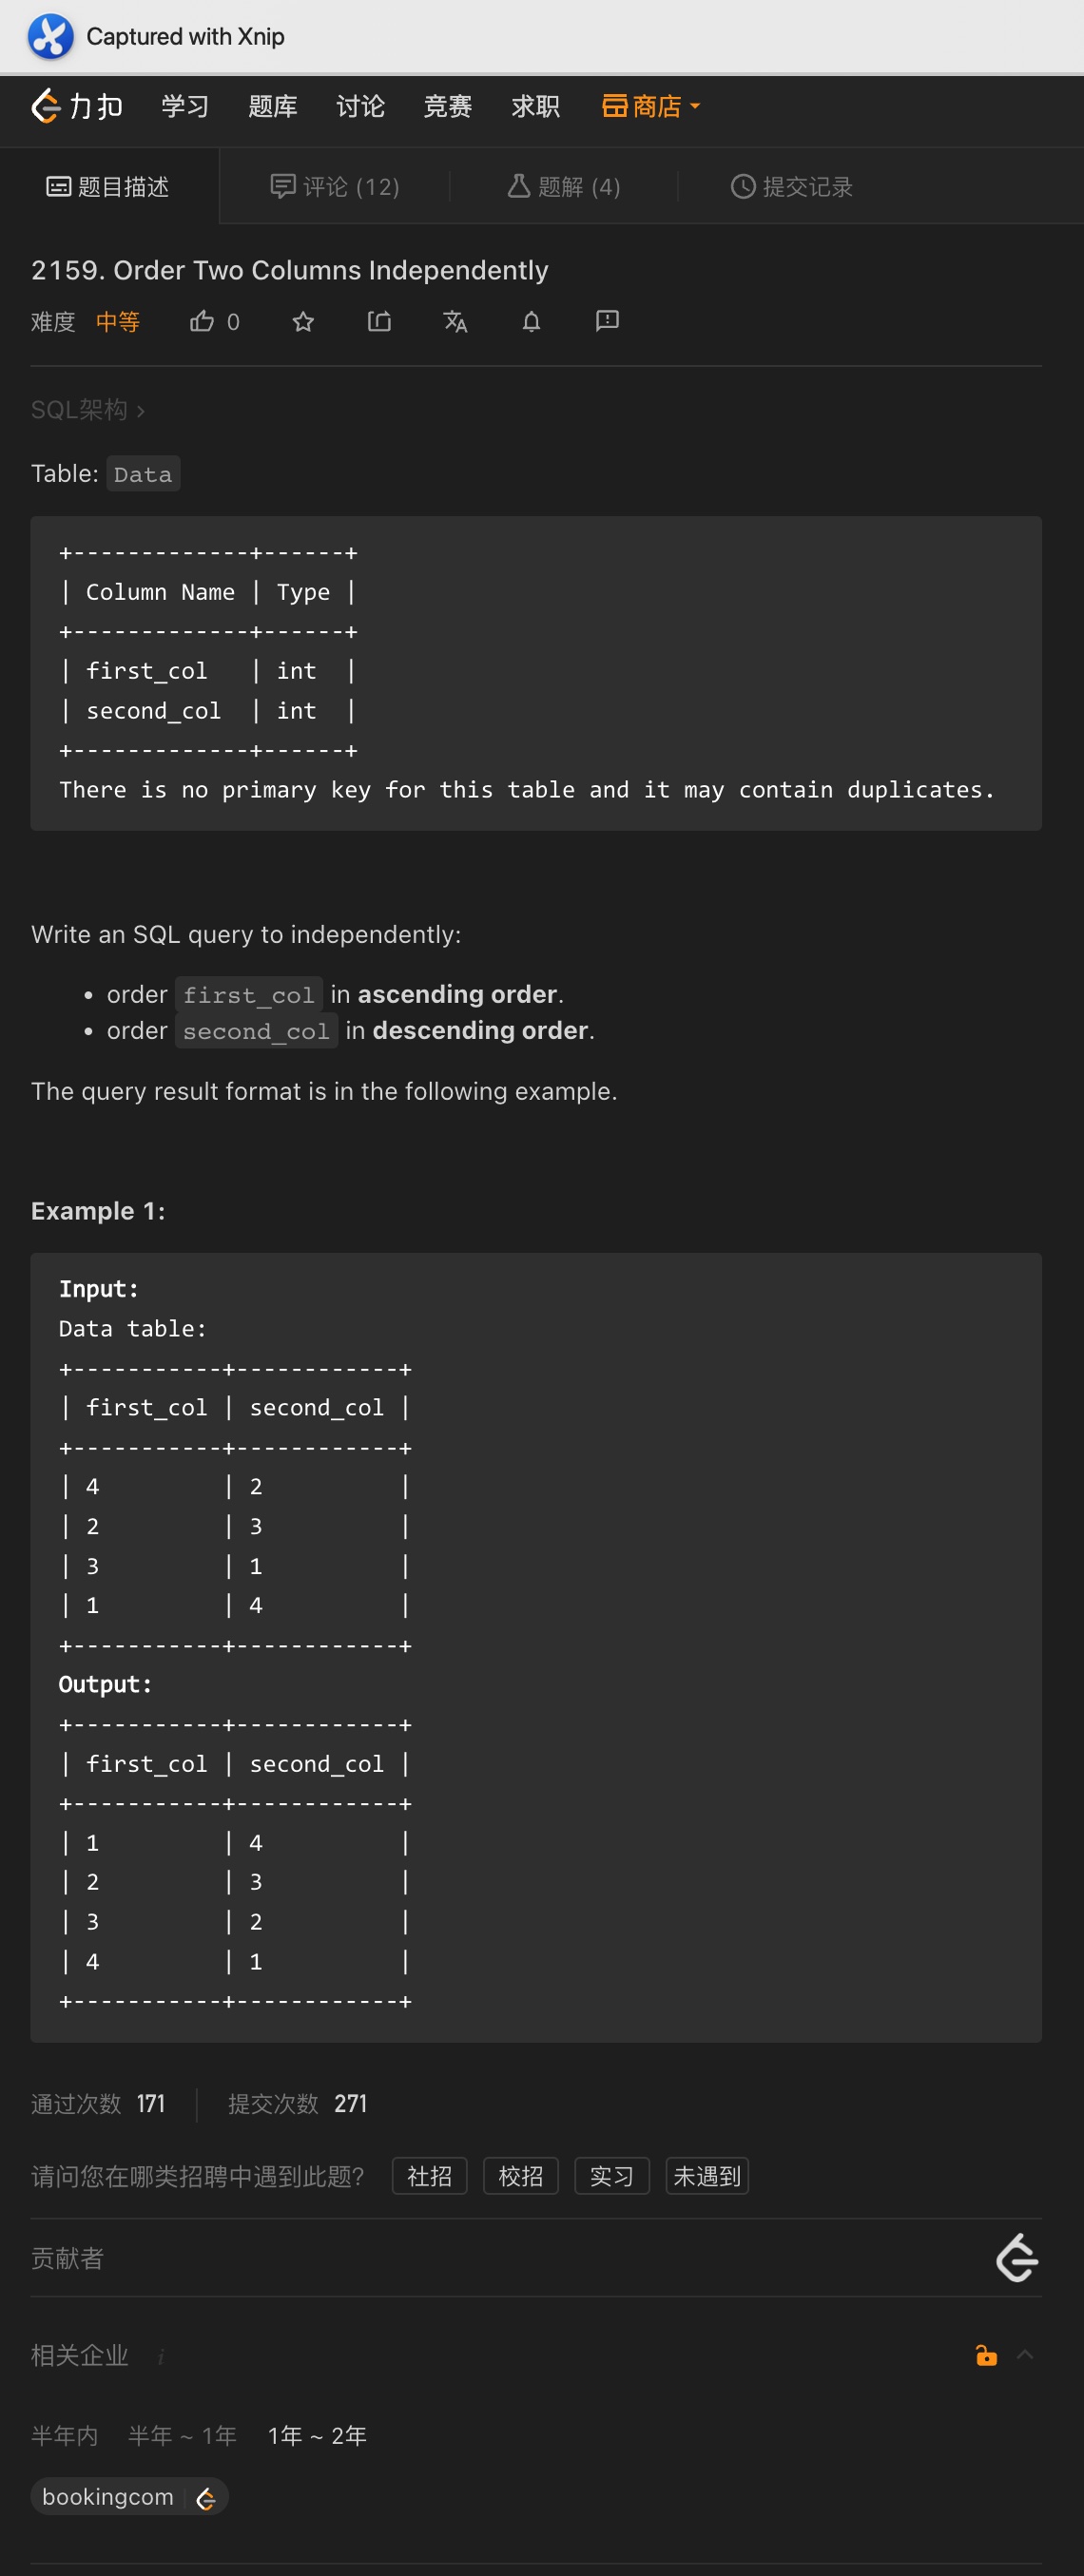 Captured with Xnip
力扣 学习 题库 讨论 竞赛 求职 商店
题目描述 评论 (12) 题解 (4) 提交记录
2159. Order Two Columns Independently
难度 中等 0
SQL架构 >
Table: Data
+-------------+------+
| Column Name | Type |
+-------------+------+
| first_col   | int  |
| second_col  | int  |
+-------------+------+
There is no primary key for this table and it may contain duplicates.
Write an SQL query to independently:
• order first_col in ascending order.
• order second_col in descending order.
The query result format is in the following example.
Example 1:
Input:
Data table:
+-----------+------------+
| first_col | second_col |
+-----------+------------+
| 4         | 2          |
| 2         | 3          |
| 3         | 1          |
| 1         | 4          |
+-----------+------------+
Output:
+-----------+------------+
| first_col | second_col |
+-----------+------------+
| 1         | 4          |
| 2         | 3          |
| 3         | 2          |
| 4         | 1          |
+-----------+------------+
通过次数 171 提交次数 271
请问您在哪类招聘中遇到此题? 社招 校招 实习 未遇到
贡献者
相关企业 i
半年内 半年 ~ 1年 1年 ~ 2年
bookingcom